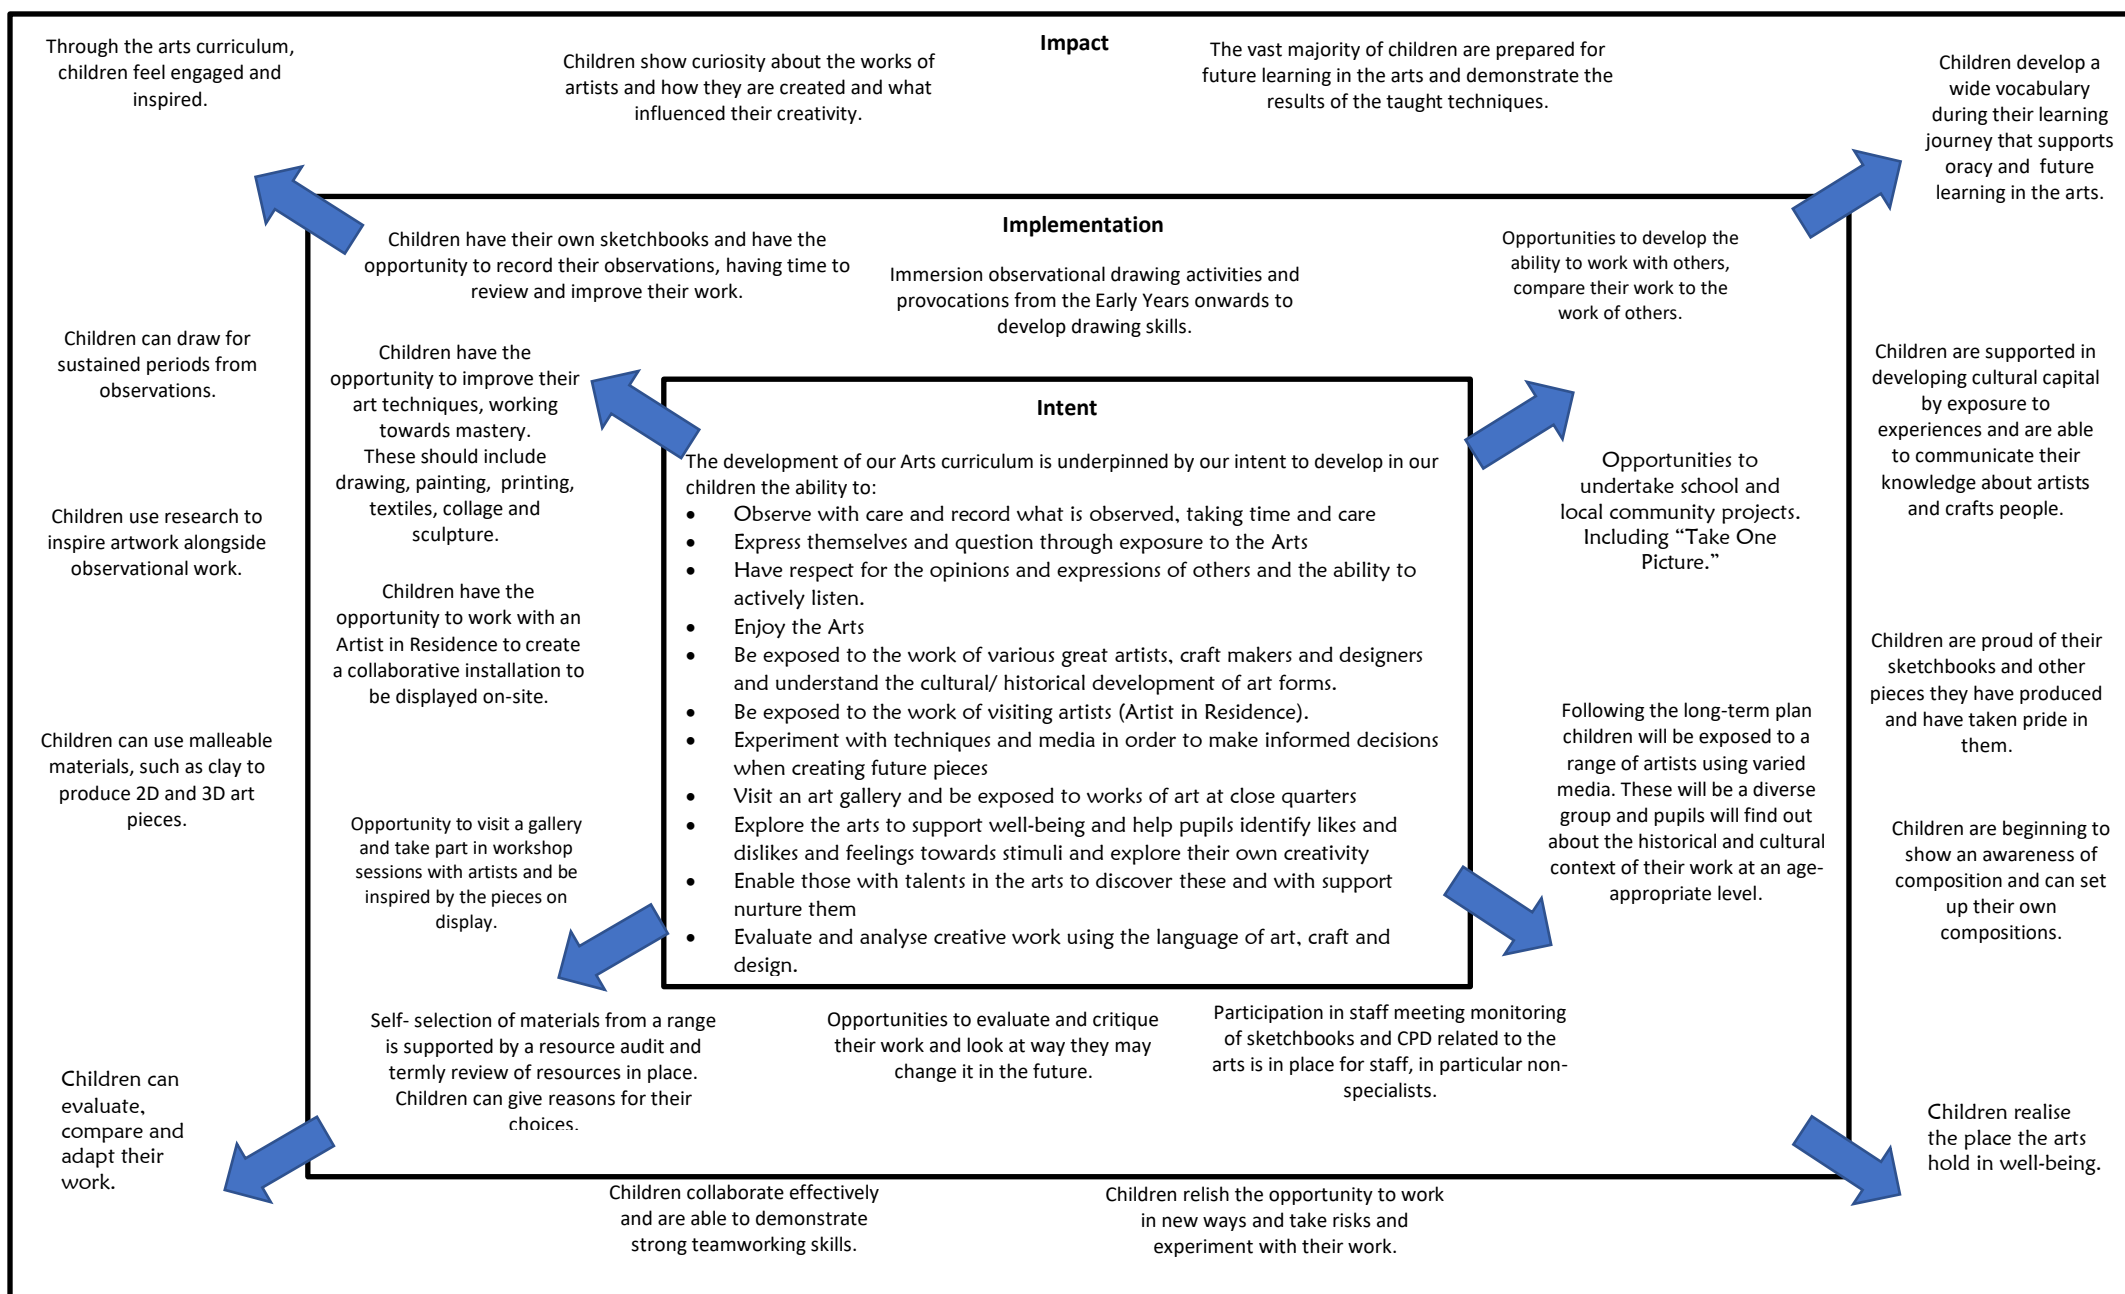 Impact
Through the arts curriculum,
children feel engaged and
inspired.
Children show curiosity about the works of
artists and how they are created and what
influenced their creativity.
The vast majority of children are prepared for
future learning in the arts and demonstrate the
results of the taught techniques.
Children develop a
wide vocabulary
during their learning
journey that supports
oracy and  future
learning in the arts.
Children can draw for
sustained periods from
observations.
Children use research to
inspire artwork alongside
observational work.
Children can use malleable
materials, such as clay to
produce 2D and 3D art
pieces.
Children can
evaluate,
compare and
adapt their
work.
Implementation
Children have their own sketchbooks and have the
opportunity to record their observations, having time to
review and improve their work.
Immersion observational drawing activities and
provocations from the Early Years onwards to
develop drawing skills.
Opportunities to develop the
ability to work with others,
compare their work to the
work of others.
Children have the
opportunity to improve their
art techniques, working
towards mastery.
These should include
drawing, painting,  printing,
textiles, collage and
sculpture.
Children have the
opportunity to work with an
Artist in Residence to create
a collaborative installation to
be displayed on-site.
Opportunity to visit a gallery
and take part in workshop
sessions with artists and be
inspired by the pieces on
display.
Intent
The development of our Arts curriculum is underpinned by our intent to develop in our
children the ability to:
• Observe with care and record what is observed, taking time and care
• Express themselves and question through exposure to the Arts
• Have respect for the opinions and expressions of others and the ability to
actively listen.
• Enjoy the Arts
• Be exposed to the work of various great artists, craft makers and designers
and understand the cultural/ historical development of art forms.
• Be exposed to the work of visiting artists (Artist in Residence).
• Experiment with techniques and media in order to make informed decisions
when creating future pieces
• Visit an art gallery and be exposed to works of art at close quarters
• Explore the arts to support well-being and help pupils identify likes and
dislikes and feelings towards stimuli and explore their own creativity
• Enable those with talents in the arts to discover these and with support
nurture them
• Evaluate and analyse creative work using the language of art, craft and
design.
Opportunities to
undertake school and
local community projects.
Including “Take One
Picture.”
Following the long-term plan
children will be exposed to a
range of artists using varied
media. These will be a diverse
group and pupils will find out
about the historical and cultural
context of their work at an age-
appropriate level.
Self- selection of materials from a range
is supported by a resource audit and
termly review of resources in place.
Children can give reasons for their
choices.
Opportunities to evaluate and critique
their work and look at way they may
change it in the future.
Participation in staff meeting monitoring
of sketchbooks and CPD related to the
arts is in place for staff, in particular non-
specialists.
Children are supported in
developing cultural capital
by exposure to
experiences and are able
to communicate their
knowledge about artists
and crafts people.
Children are proud of their
sketchbooks and other
pieces they have produced
and have taken pride in
them.
Children are beginning to
show an awareness of
composition and can set
up their own
compositions.
Children realise
the place the arts
hold in well-being.
Children collaborate effectively
and are able to demonstrate
strong teamworking skills.
Children relish the opportunity to work
in new ways and take risks and
experiment with their work.